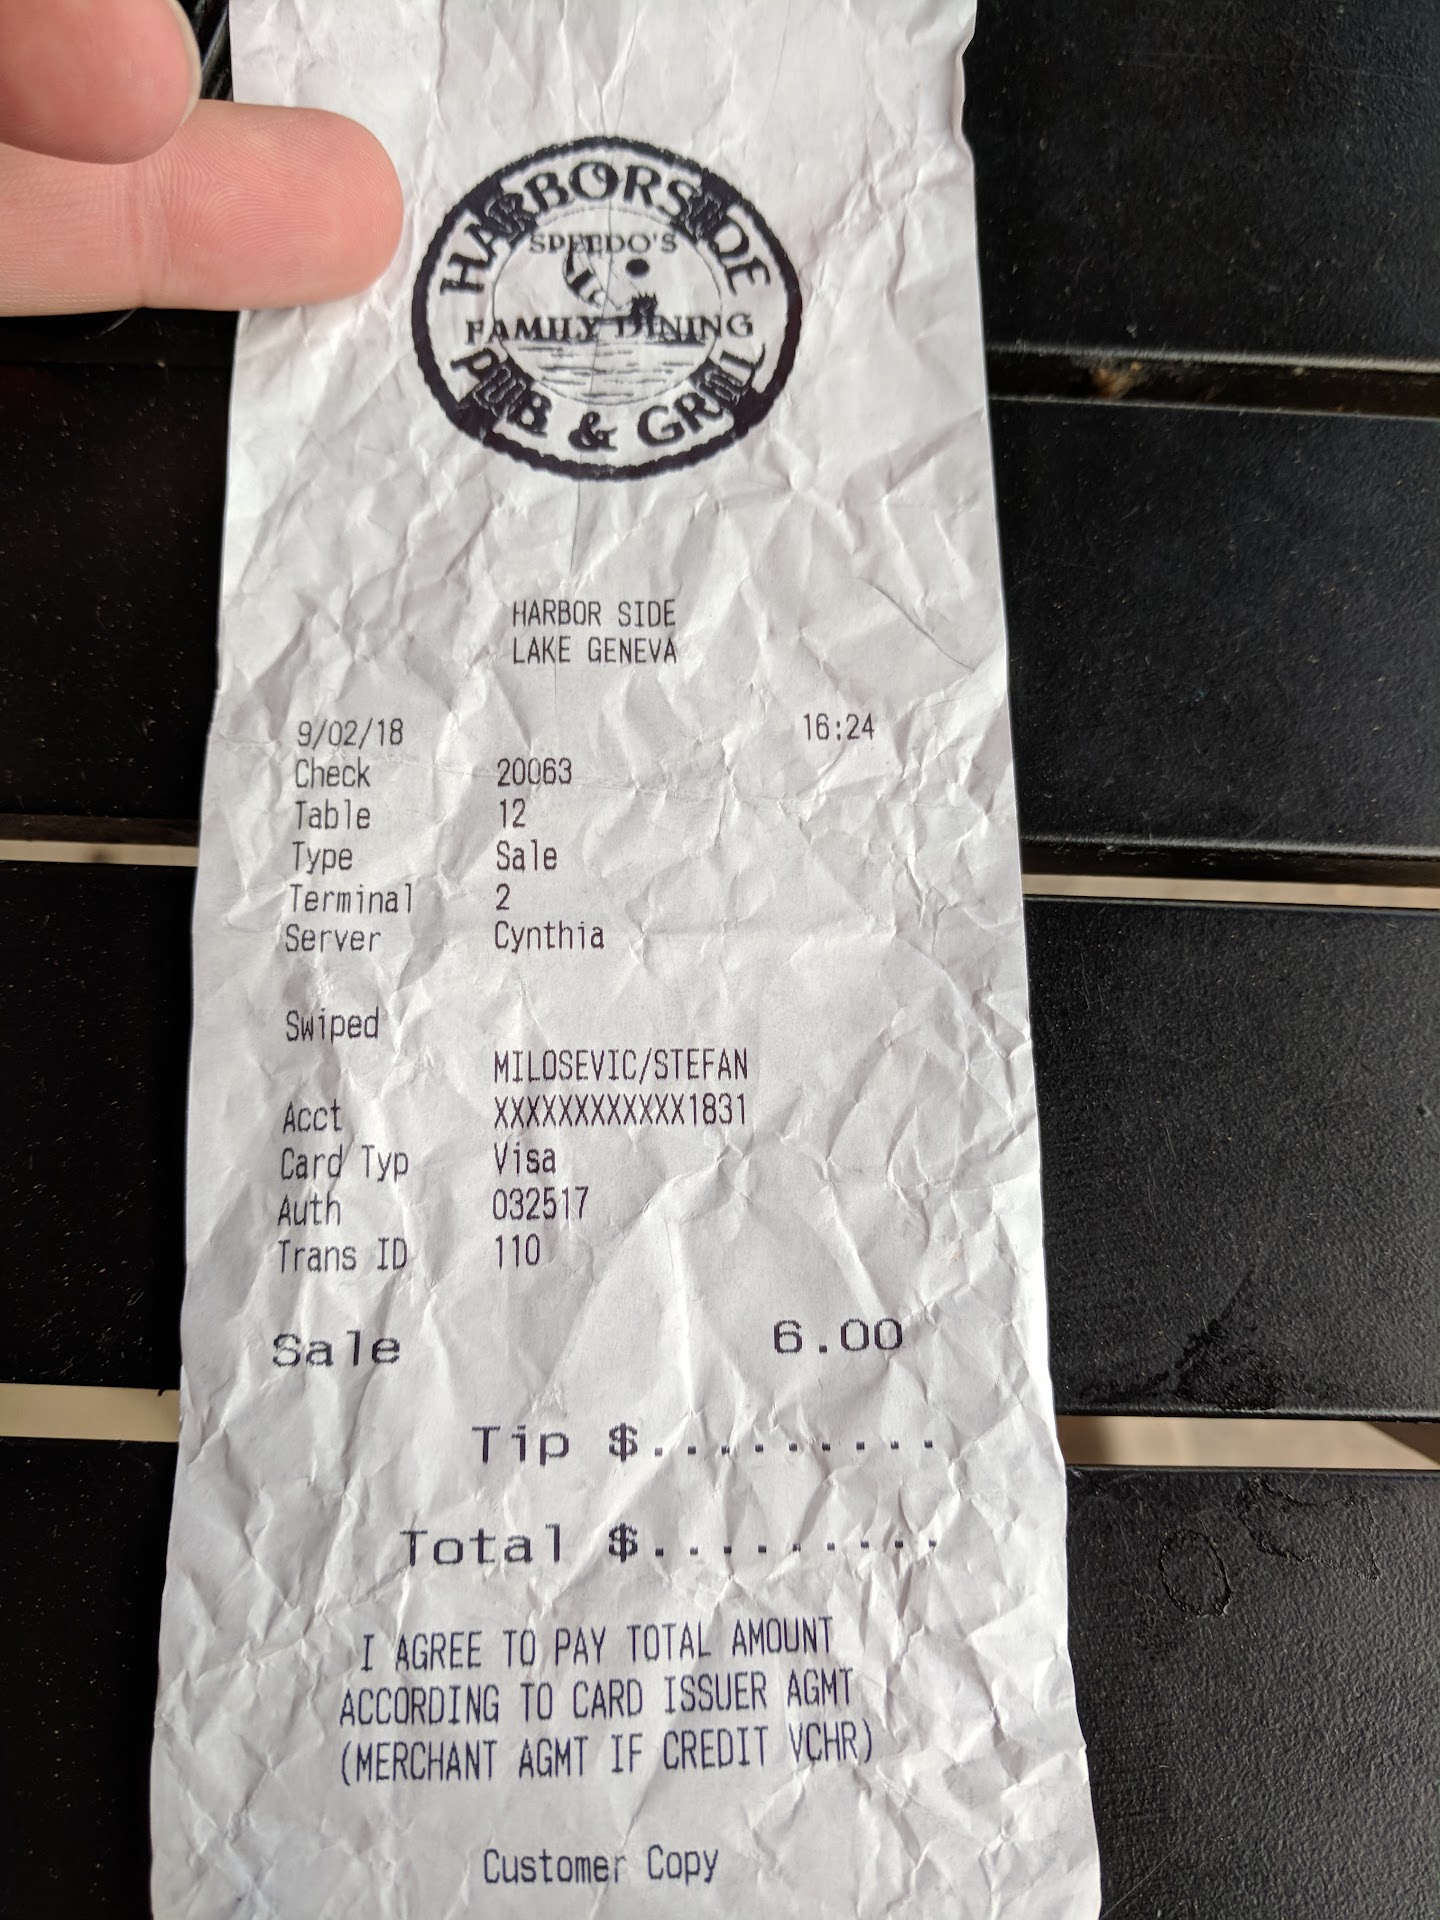 HARBORSIDE
SPEEDO'S
FAMILY DINING
PUB & GRILL
HARBOR SIDE
LAKE GENEVA
9/02/18 16:24
Check 20063
Table 12
Type Sale
Terminal 2
Server Cynthia
Swiped
MILOSEVIC/STEFAN
Acct XXXXXXXXXXXX1831
Card Typ Visa
Auth 032517
Trans ID 110
Sale 6.00
Tip $..........
Total $..........
I AGREE TO PAY TOTAL AMOUNT
ACCORDING TO CARD ISSUER AGMT
(MERCHANT AGMT IF CREDIT VCHR)
Customer Copy